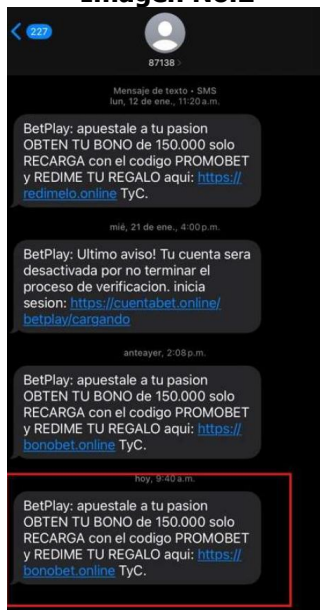 Imagen No.2
227
87138 >
Mensaje de texto • SMS
lun, 12 de ene., 11:20 a.m.
BetPlay: apuestale a tu pasion
OBTEN TU BONO de 150.000 solo
RECARGA con el codigo PROMOBET
y REDIME TU REGALO aqui: https://
redimelo.online TyC.
mié, 21 de ene., 4:00 p.m.
BetPlay: Ultimo aviso! Tu cuenta sera
desactivada por no terminar el
proceso de verificacion. inicia
sesion: https://cuentabet.online/
betplay/cargando
anteayer, 2:08 p.m.
BetPlay: apuestale a tu pasion
OBTEN TU BONO de 150.000 solo
RECARGA con el codigo PROMOBET
y REDIME TU REGALO aqui: https://
bonobet.online TyC.
hoy, 9:40 a.m.
BetPlay: apuestale a tu pasion
OBTEN TU BONO de 150.000 solo
RECARGA con el codigo PROMOBET
y REDIME TU REGALO aqui: https://
bonobet.online TyC.